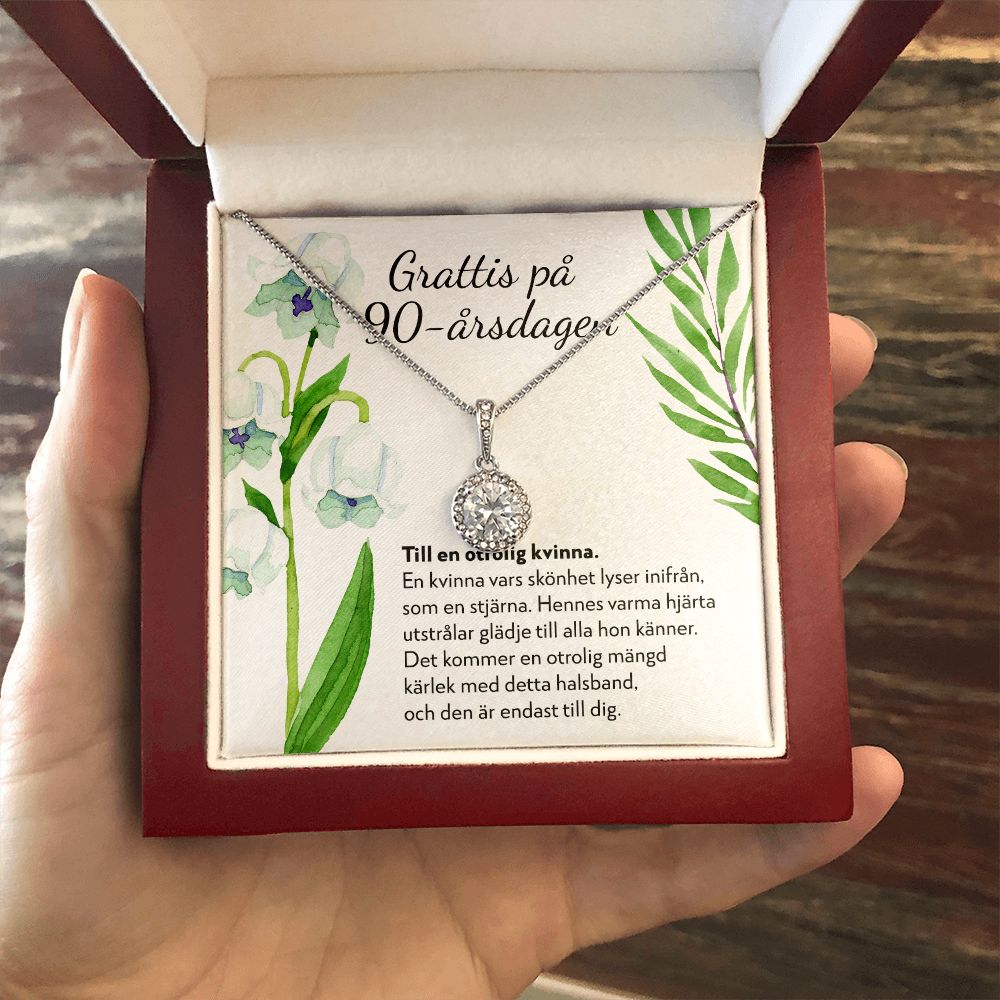 Grattis på
90-årsdagen
Till en otrolig kvinna.
En kvinna vars skönhet lyser inifrån,
som en stjärna. Hennes varma hjärta
utstrålar glädje till alla hon känner.
Det kommer en otrolig mängd
kärlek med detta halsband,
och den är endast till dig.